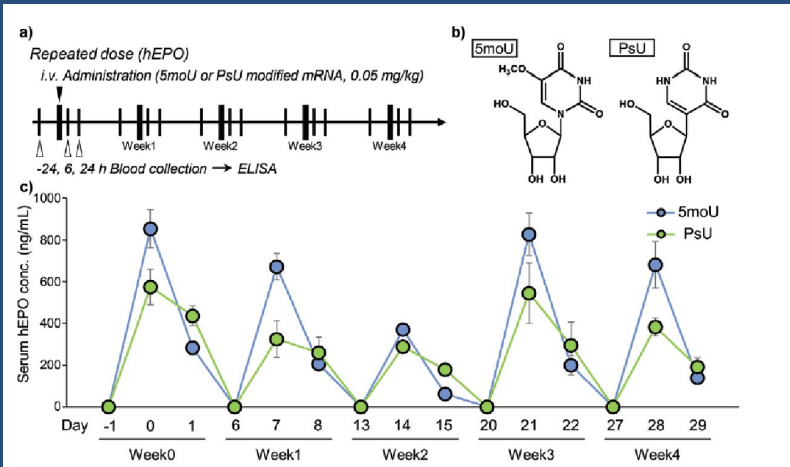 a)
Repeated dose (hEPO)
i.v. Administration (5moU or PsU modified mRNA, 0.05 mg/kg)
Week1 Week2 Week3 Week4
-24, 6, 24 h Blood collection → ELISA
b)
5moU PsU
O O
H₃CO NH HN NH
HO N O HO O
O O
OH OH OH OH
c)
Serum hEPO conc. (ng/mL)
1000
800
600
400
200
0
5moU
PsU
Day -1 0 1 6 7 8 13 14 15 20 21 22 27 28 29
Week0 Week1 Week2 Week3 Week4